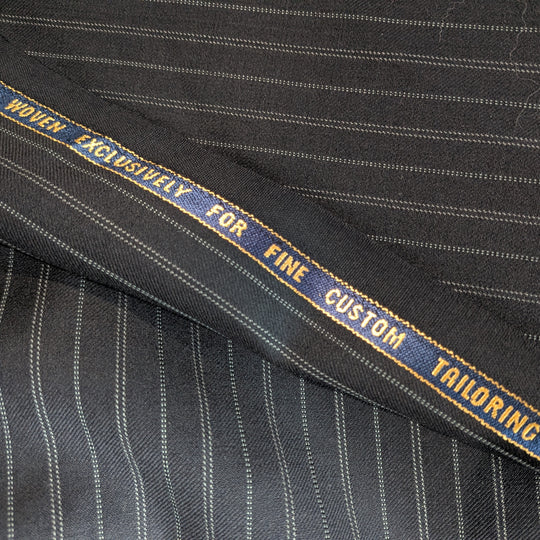 WOVEN EXCLUSIVELY FOR FINE CUSTOM TAILORING